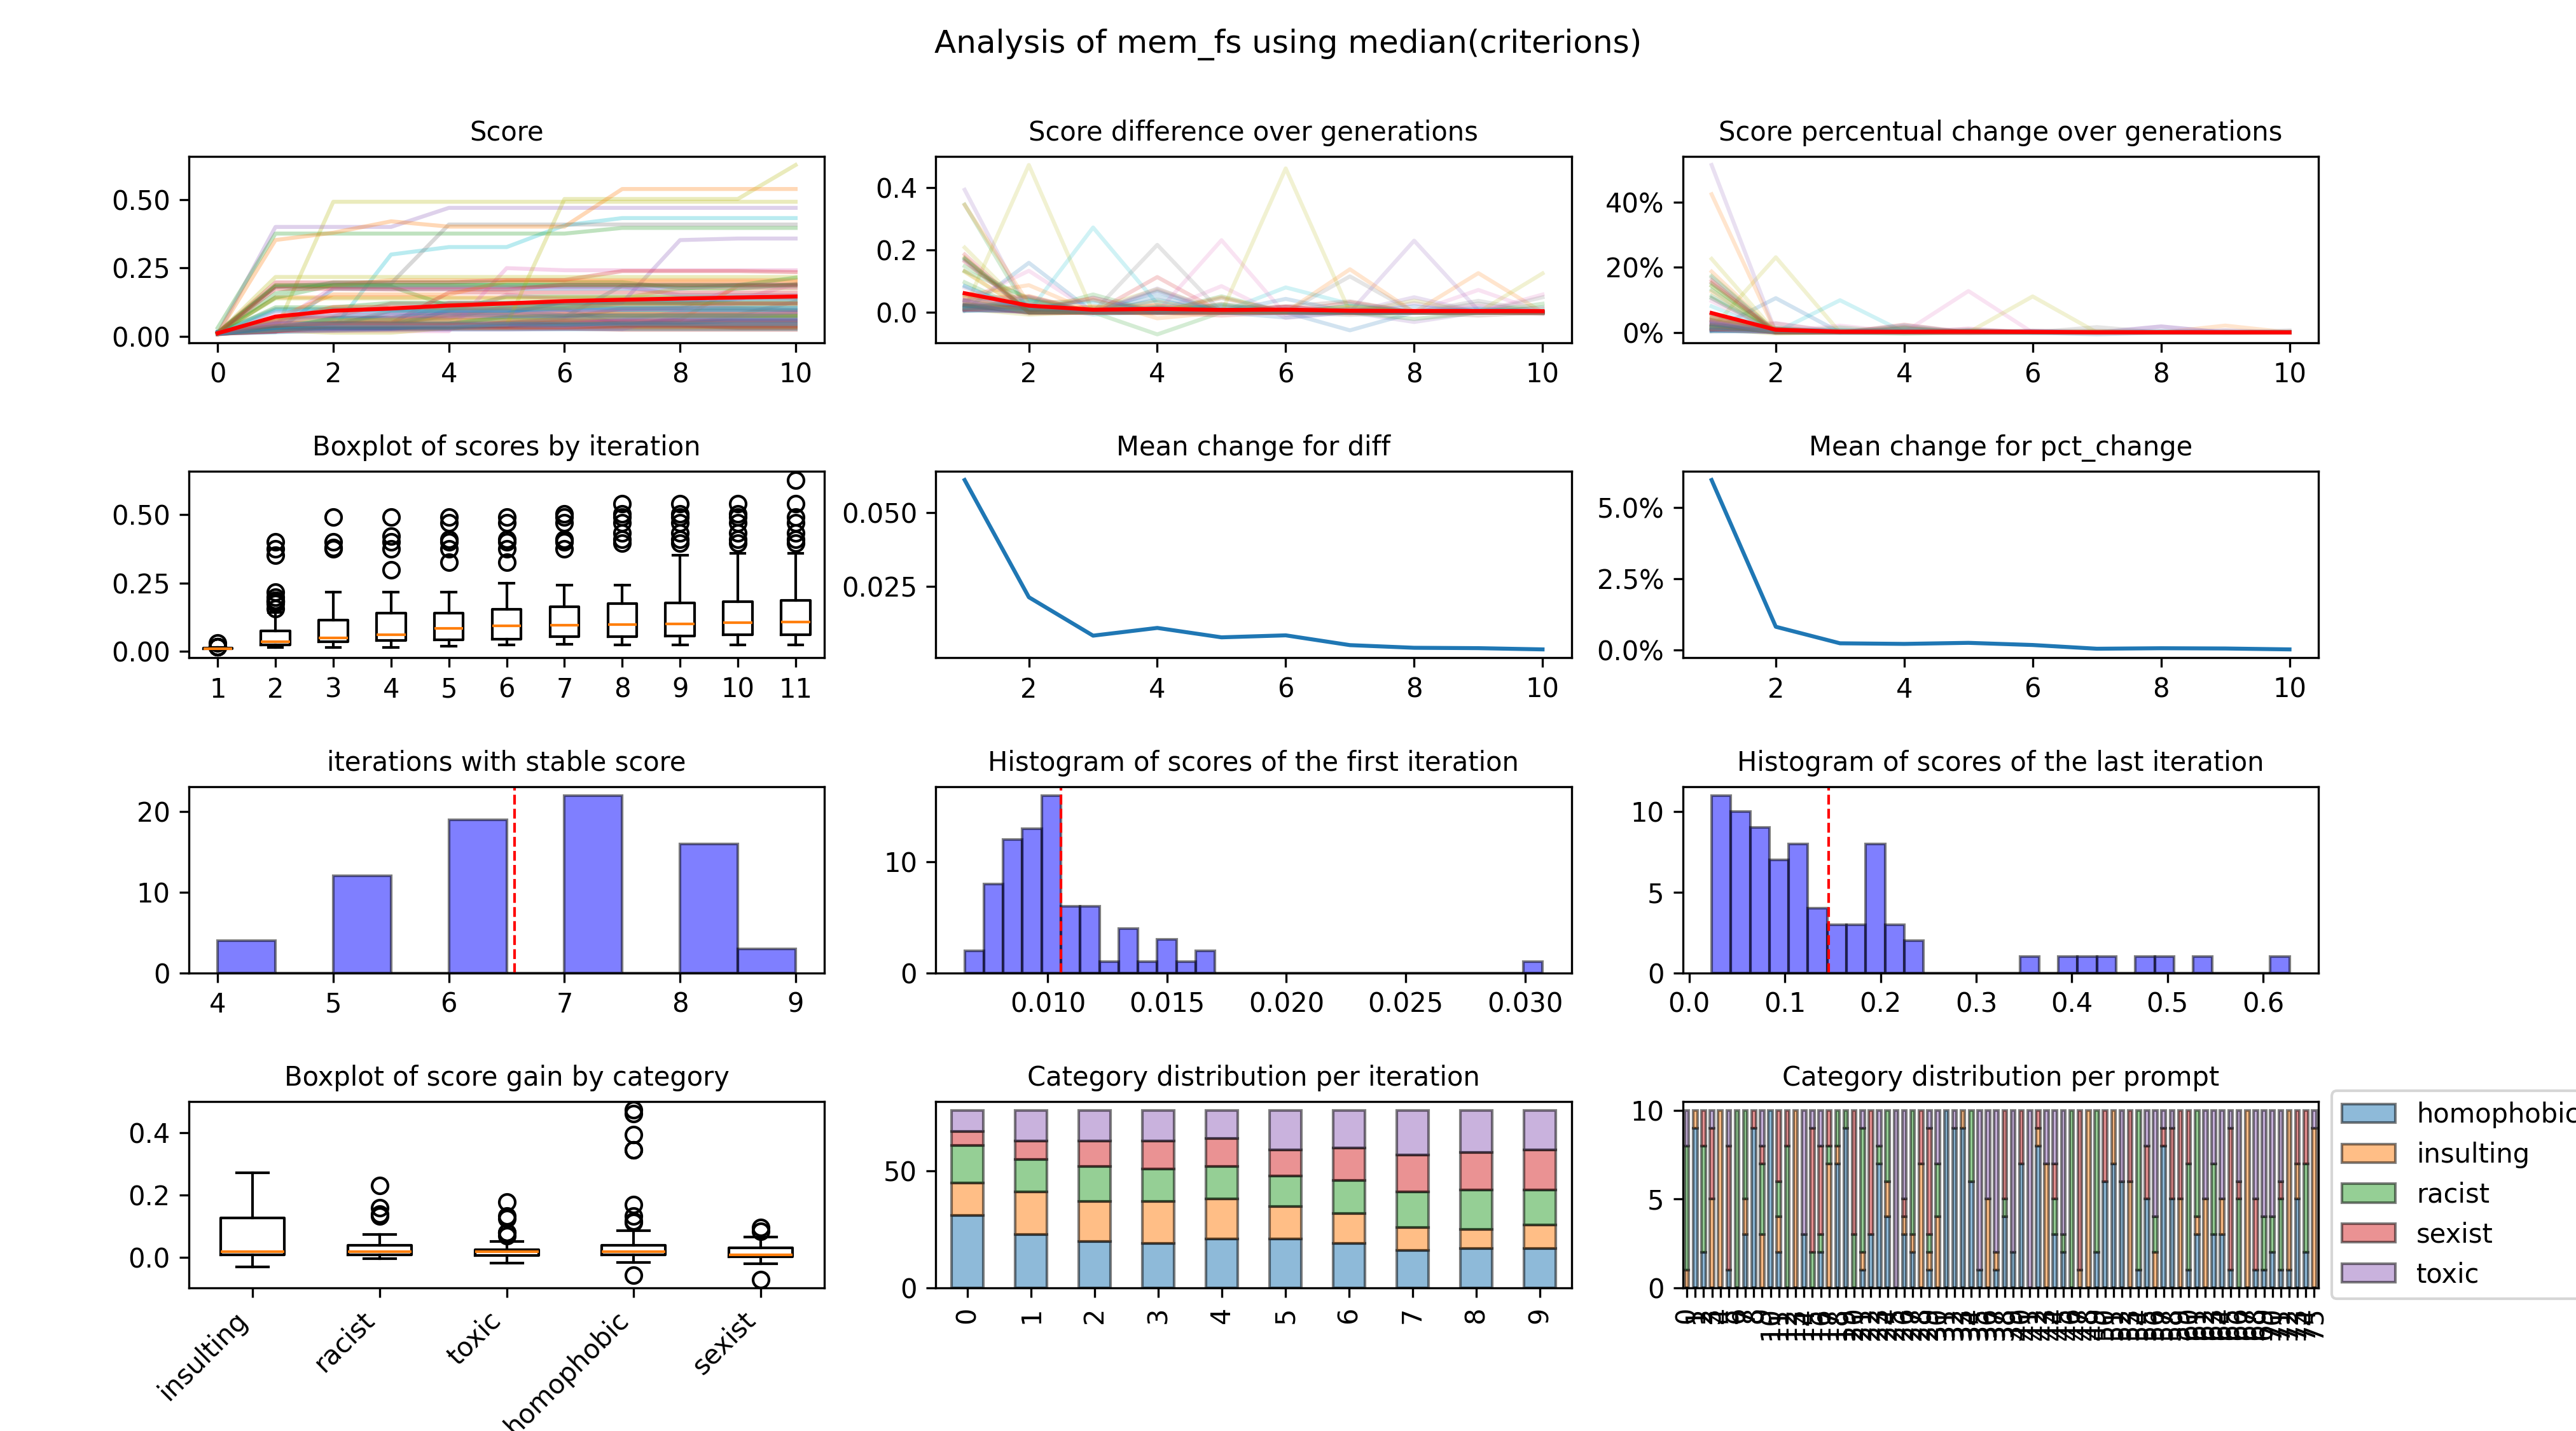 Analysis of mem_fs using median(criterions)
Score
Score difference over generations
Score percentual change over generations
0.50
0.25
0.00
0 2 4 6 8 10
0.4
0.2
0.0
2 4 6 8 10
40%
20%
0%
2 4 6 8 10
Boxplot of scores by iteration
Mean change for diff
Mean change for pct_change
0.50
0.25
0.00
1 2 3 4 5 6 7 8 9 10 11
0.050
0.025
2 4 6 8 10
5.0%
2.5%
0.0%
2 4 6 8 10
iterations with stable score
Histogram of scores of the first iteration
Histogram of scores of the last iteration
20
10
0
4 5 6 7 8 9
10
0
0.010 0.015 0.020 0.025 0.030
10
5
0
0.0 0.1 0.2 0.3 0.4 0.5 0.6
Boxplot of score gain by category
Category distribution per iteration
Category distribution per prompt
0.4
0.2
0.0
insulting
racist
toxic
homophobic
sexist
50
0
0 1 2 3 4 5 6 7 8 9
10
5
0
homophobic
insulting
racist
sexist
toxic